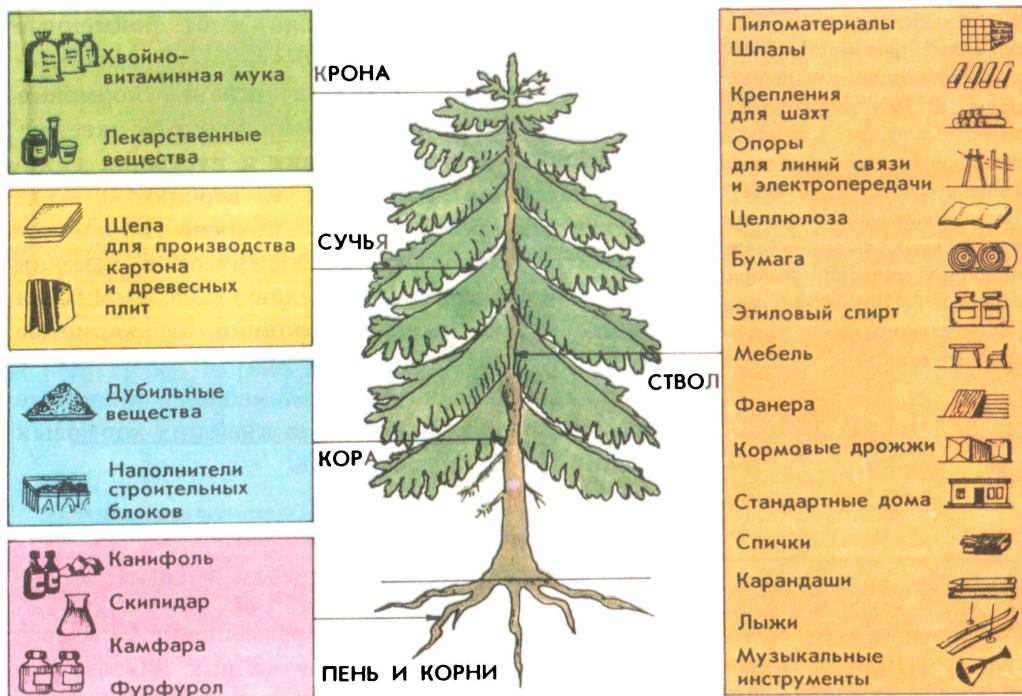 Хвойно-
витаминная мука
Лекарственные
вещества
КРОНА
Щепа
для производства
картона
и древесных
плит
СУЧЬЯ
Дубильные
вещества
Наполнители
строительных
блоков
КОРА
Канифоль
Скипидар
Камфара
Фурфурол
ПЕНЬ И КОРНИ
СТВОЛ
Пиломатериалы
Шпалы
Крепления
для шахт
Опоры
для линий связи
и электропередачи
Целлюлоза
Бумага
Этиловый спирт
Мебель
Фанера
Кормовые дрожжи
Стандартные дома
Спички
Карандаши
Лыжи
Музыкальные
инструменты